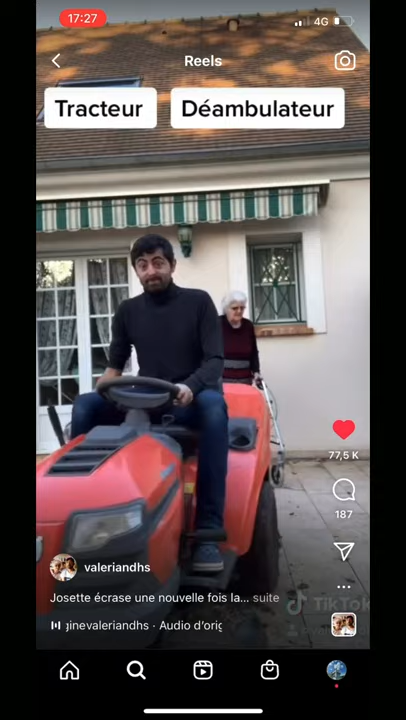 17:27
4G
Reels
Tracteur
Déambulateur
77,5 K
187
valeriandhs
Josette écrase une nouvelle fois la... suite
TikTok
ginevaleriandhs · Audio d'orig